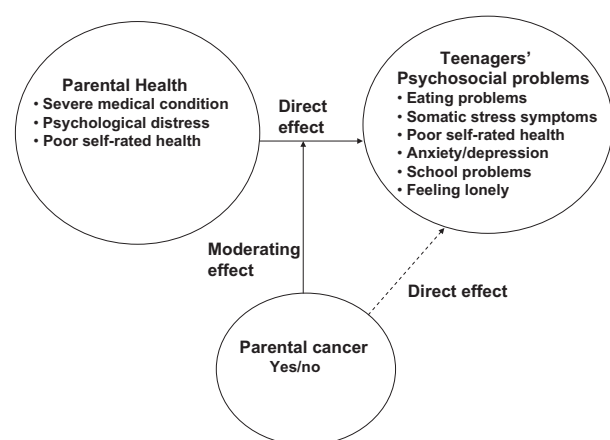 Parental Health
• Severe medical condition
• Psychological distress
• Poor self-rated health
Direct
effect
Teenagers'
Psychosocial problems
• Eating problems
• Somatic stress symptoms
• Poor self-rated health
• Anxiety/depression
• School problems
• Feeling lonely
Moderating
effect
Direct effect
Parental cancer
Yes/no